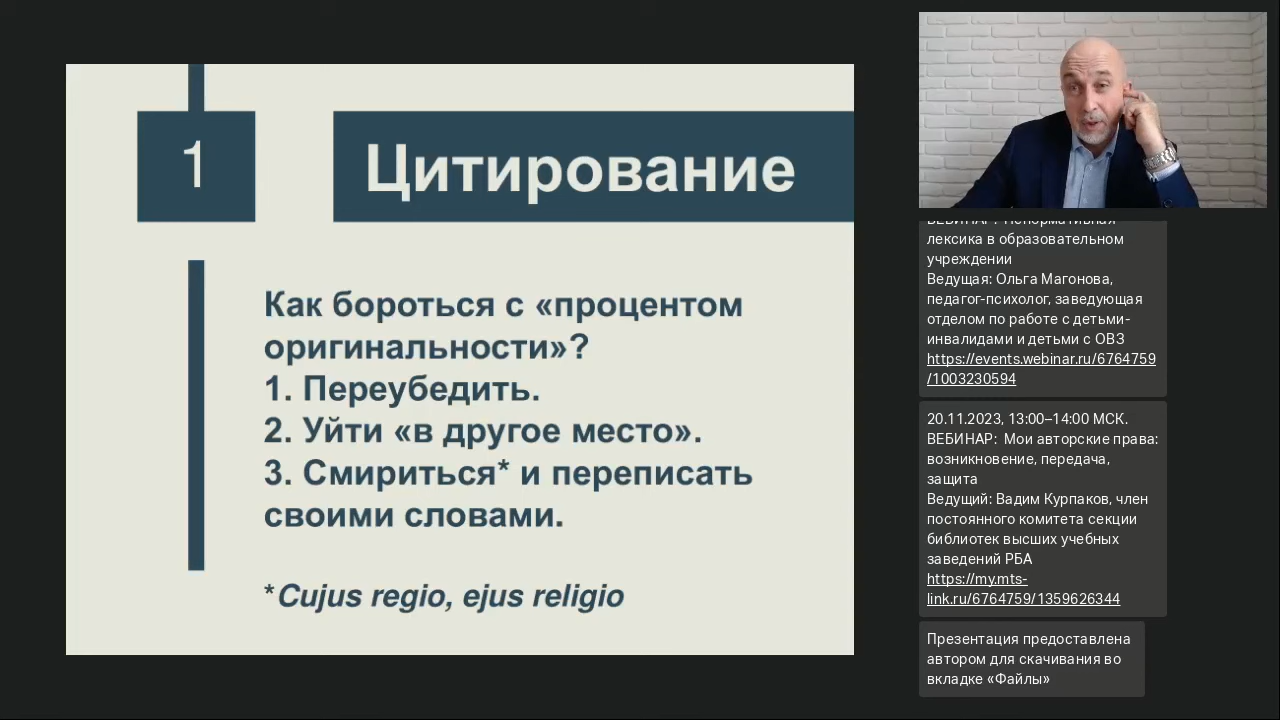 1
Цитирование
Как бороться с «процентом
оригинальности»?
1. Переубедить.
2. Уйти «в другое место».
3. Смириться* и переписать
своими словами.
*Cujus regio, ejus religio
лексика в образовательном
учреждении
Ведущая: Ольга Магонова,
педагог-психолог, заведующая
отделом по работе с детьми-
инвалидами и детьми с ОВЗ
https://events.webinar.ru/6764759
/1003230594
20.11.2023, 13:00–14:00 МСК.
ВЕБИНАР: Мои авторские права:
возникновение, передача,
защита
Ведущий: Вадим Курпаков, член
постоянного комитета секции
библиотек высших учебных
заведений РБА
https://my.mts-
link.ru/6764759/1359626344
Презентация предоставлена
автором для скачивания во
вкладке «Файлы»